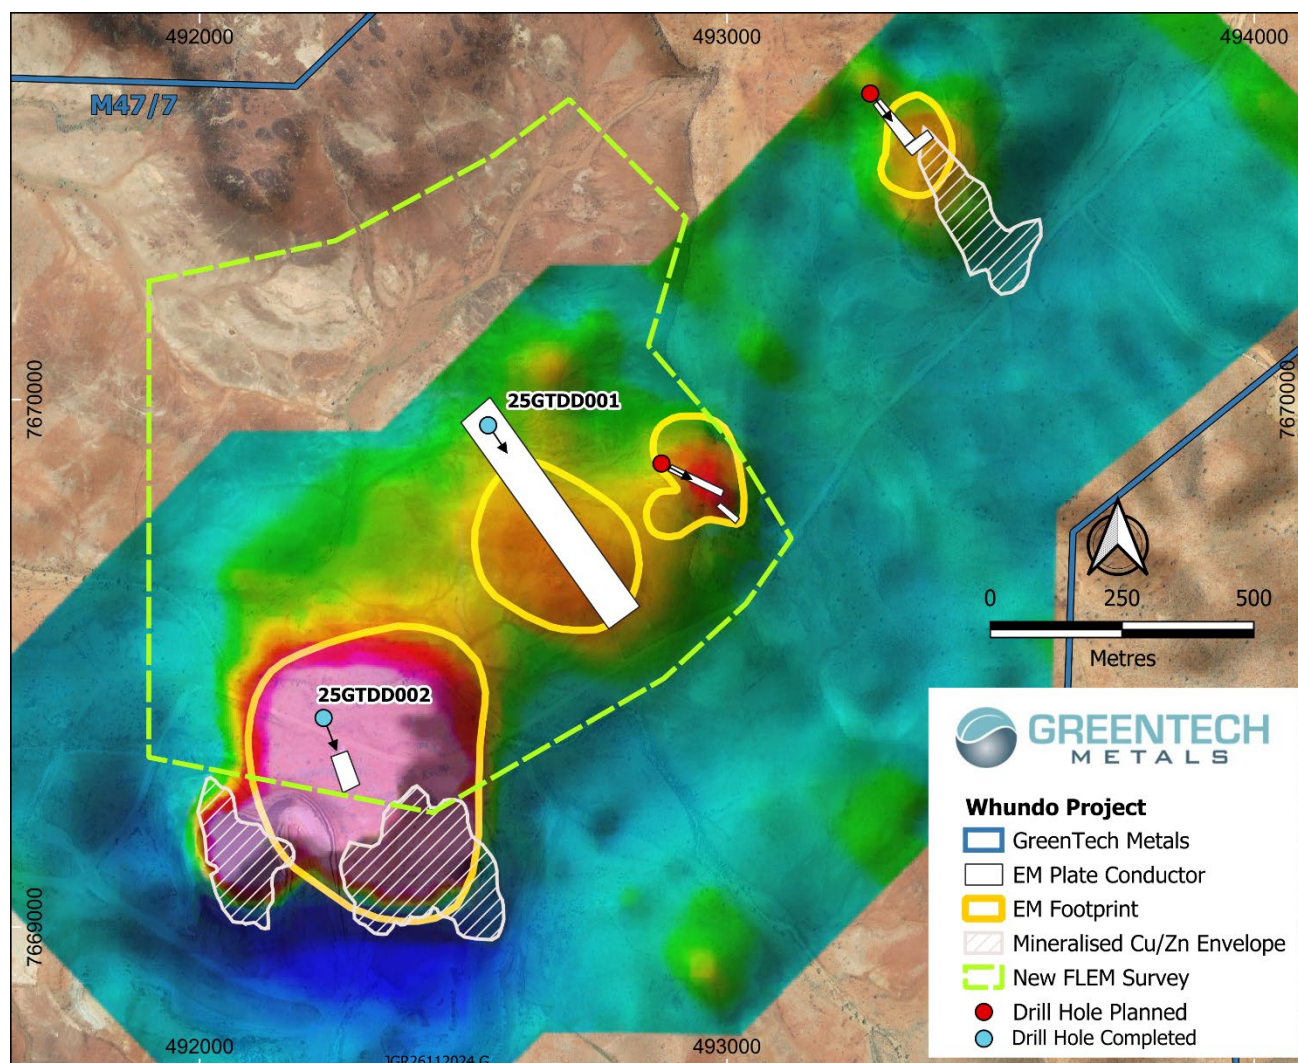 492000
493000
494000
M47/7
7670000
7670000
25GTDD001
25GTDD002
0
250
500
Metres
GREENTECH
METALS
Whundo Project
GreenTech Metals
EM Plate Conductor
EM Footprint
Mineralised Cu/Zn Envelope
New FLEM Survey
Drill Hole Planned
Drill Hole Completed
7669000
492000
493000
JGR26112024 G